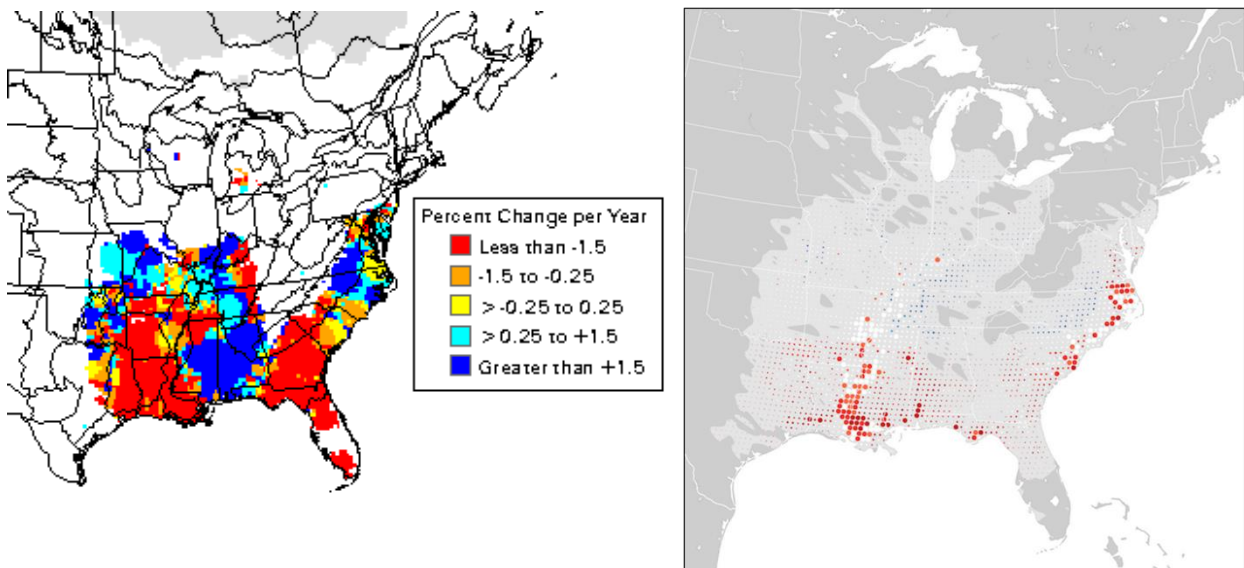 Percent Change per Year
Less than -1.5
-1.5 to -0.25
> -0.25 to 0.25
> 0.25 to +1.5
Greater than +1.5